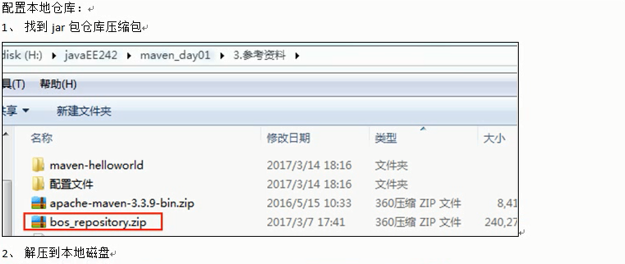 配置本地仓库：
1、 找到 jar 包仓库压缩包
disk (H:) ▸ javaEE242 ▸ maven_day01 ▸ 3.参考资料 ▸
具(T) 帮助(H)
共享 ▼ 新建文件夹
名称 修改日期 类型 大小
maven-helloworld 2017/3/14 18:16 文件夹
配置文件 2017/3/14 18:16 文件夹
apache-maven-3.3.9-bin.zip 2016/5/15 10:33 360压缩 ZIP 文件 8,41
bos_repository.zip 2017/3/7 17:41 360压缩 ZIP 文件 240,27
2、 解压到本地磁盘